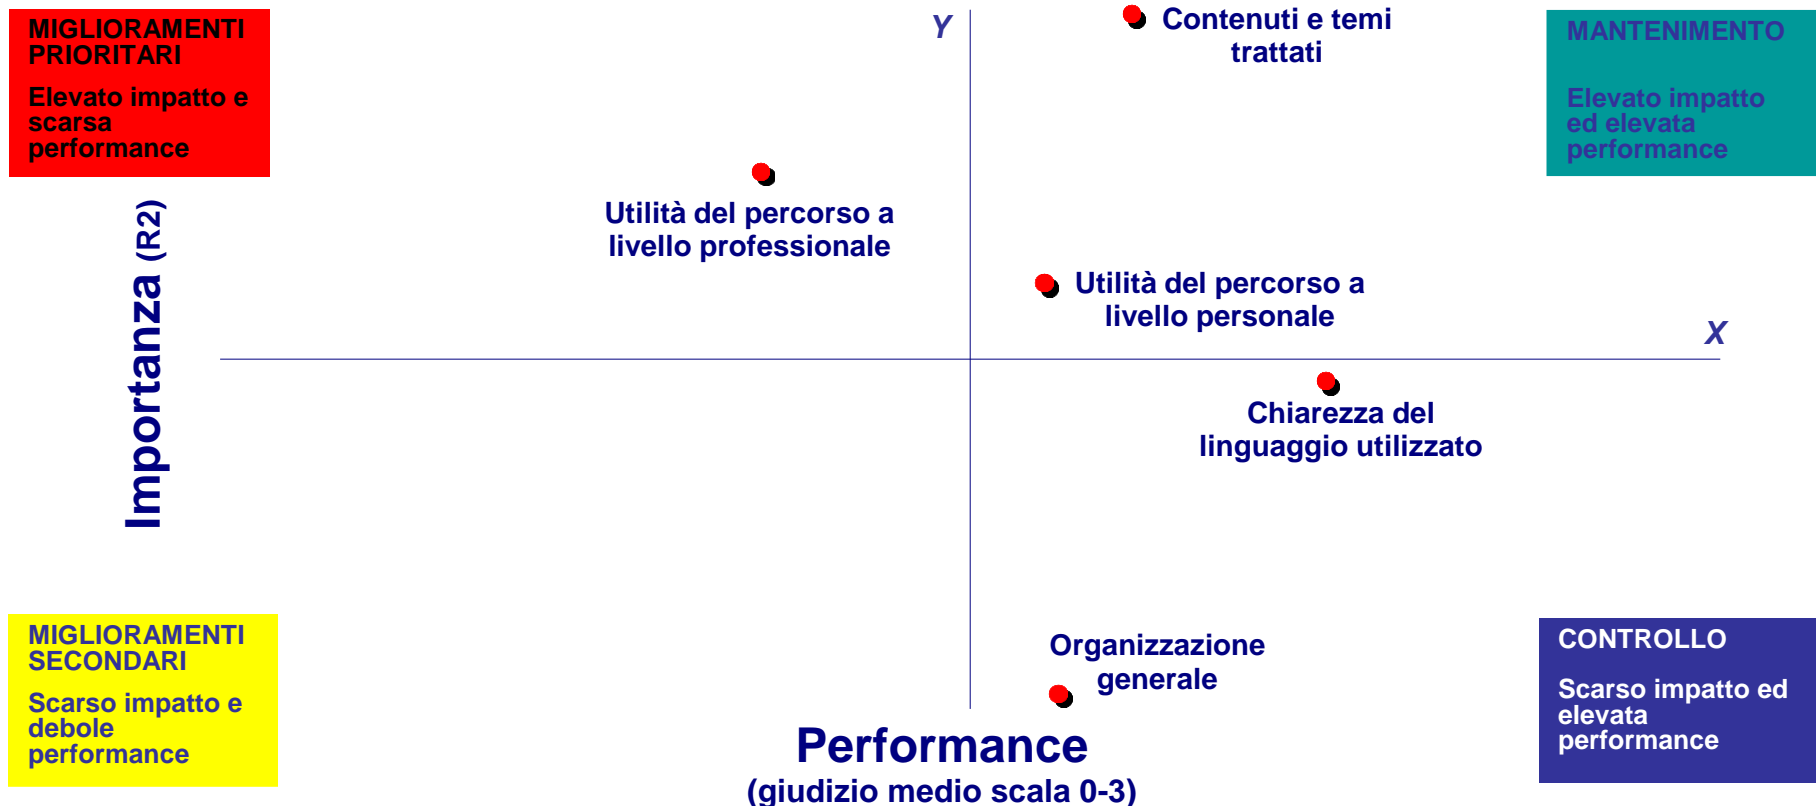 MIGLIORAMENTI
PRIORITARI
Elevato impatto e
scarsa
performance
Y
Contenuti e temi
trattati
MANTENIMENTO
Elevato impatto
ed elevata
performance
Utilità del percorso a
livello professionale
Importanza (R2)
Utilità del percorso a
livello personale
X
Chiarezza del
linguaggio utilizzato
MIGLIORAMENTI
SECONDARI
Scarso impatto e
debole
performance
Organizzazione
generale
CONTROLLO
Scarso impatto ed
elevata
performance
Performance
(giudizio medio scala 0-3)